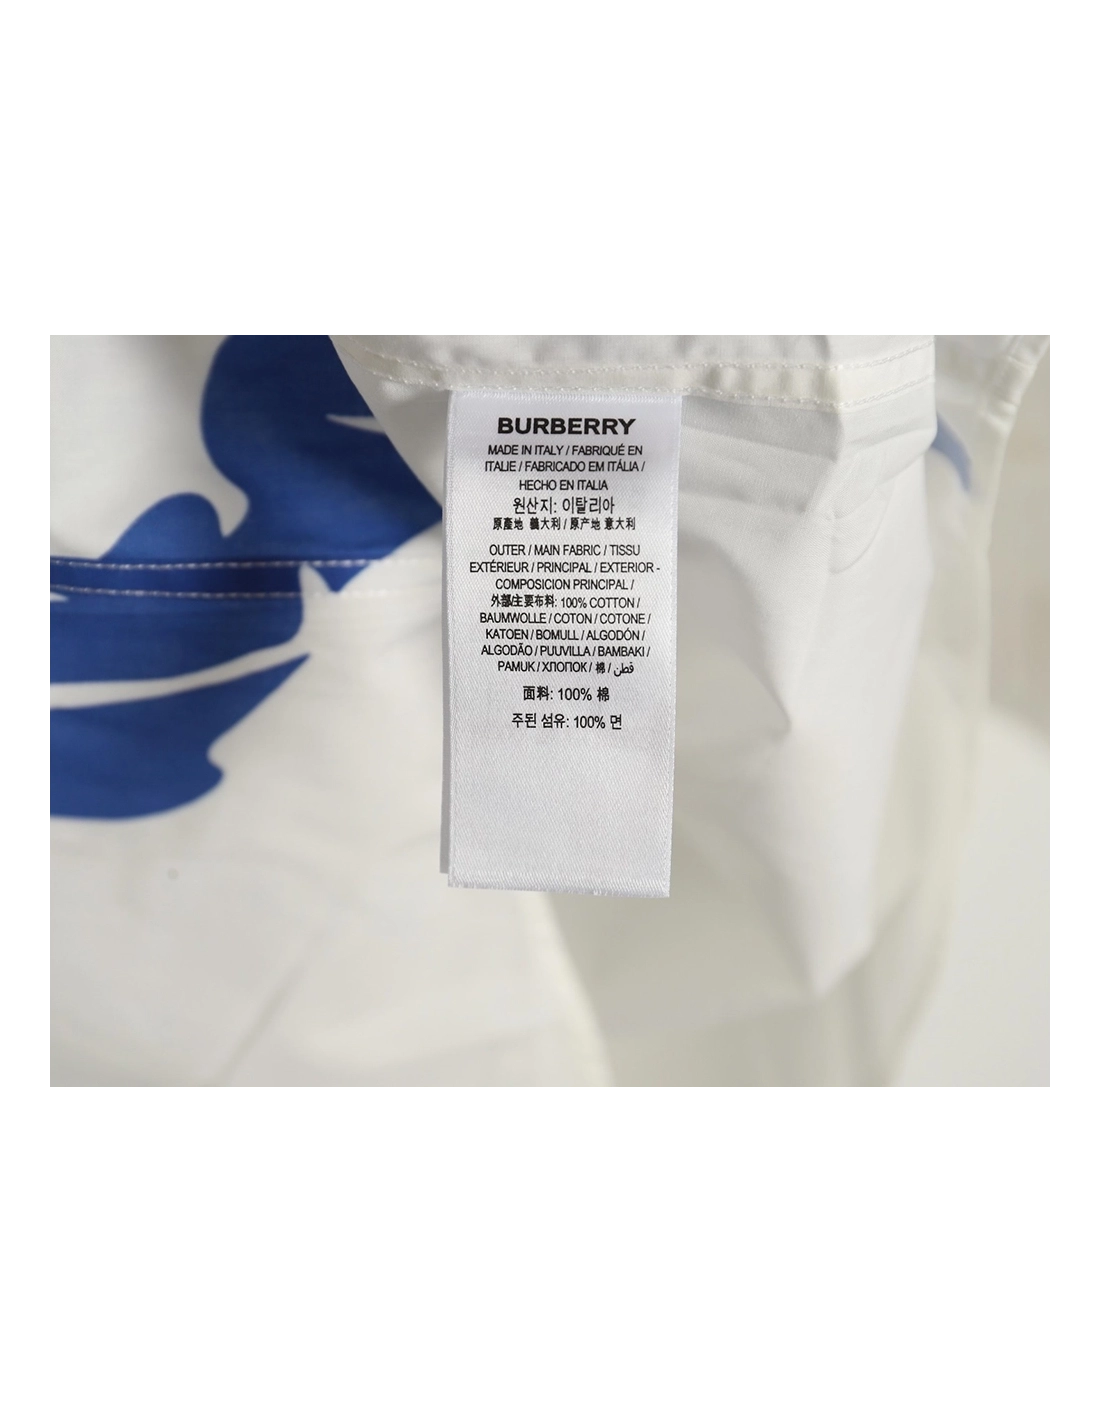 BURBERRY
MADE IN ITALY / FABRIQUÉ EN
ITALIE / FABRICADO EM ITÁLIA /
HECHO EN ITALIA
원산지: 이탈리아
原產地 義大利 / 原产地 意大利
OUTER / MAIN FABRIC / TISSU
EXTÉRIEUR / PRINCIPAL / EXTERIOR -
COMPOSICION PRINCIPAL /
外部/主要布料: 100% COTTON /
BAUMWOLLE / COTON / COTONE /
KATOEN / BOMULL / ALGODÓN /
ALGODÃO / PUUVILLA / BAMBAKI /
PAMUK / ХЛОПОК / 棉 / قطن
面料: 100% 棉
주된 섬유: 100% 면